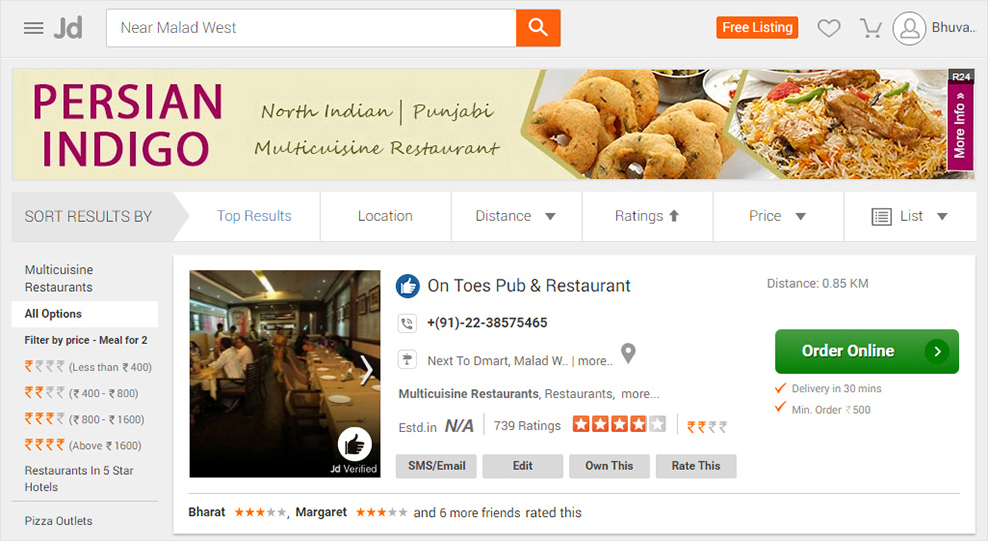 Jd
Near Malad West
Free Listing
Bhuva...
PERSIAN
INDIGO
North Indian | Punjabi
Multicuisine Restaurant
R24
More Info »
SORT RESULTS BY
Top Results
Location
Distance
Ratings
Price
List
Multicuisine
Restaurants
All Options
Filter by price - Meal for 2
₹₹₹₹ (Less than ₹ 400)
₹₹₹₹ (₹ 400 - ₹ 800)
₹₹₹₹ (₹ 800 - ₹ 1600)
₹₹₹₹ (Above ₹ 1600)
Restaurants In 5 Star
Hotels
Pizza Outlets
Jd Verified
On Toes Pub & Restaurant
+(91)-22-38575465
Next To Dmart, Malad W.. | more..
Multicuisine Restaurants, Restaurants, more...
Estd.in N/A 739 Ratings ₹₹₹₹
SMS/Email
Edit
Own This
Rate This
Distance: 0.85 KM
Order Online
Delivery in 30 mins
Min. Order ₹500
Bharat ★★★★★, Margaret ★★★★★ and 6 more friends rated this